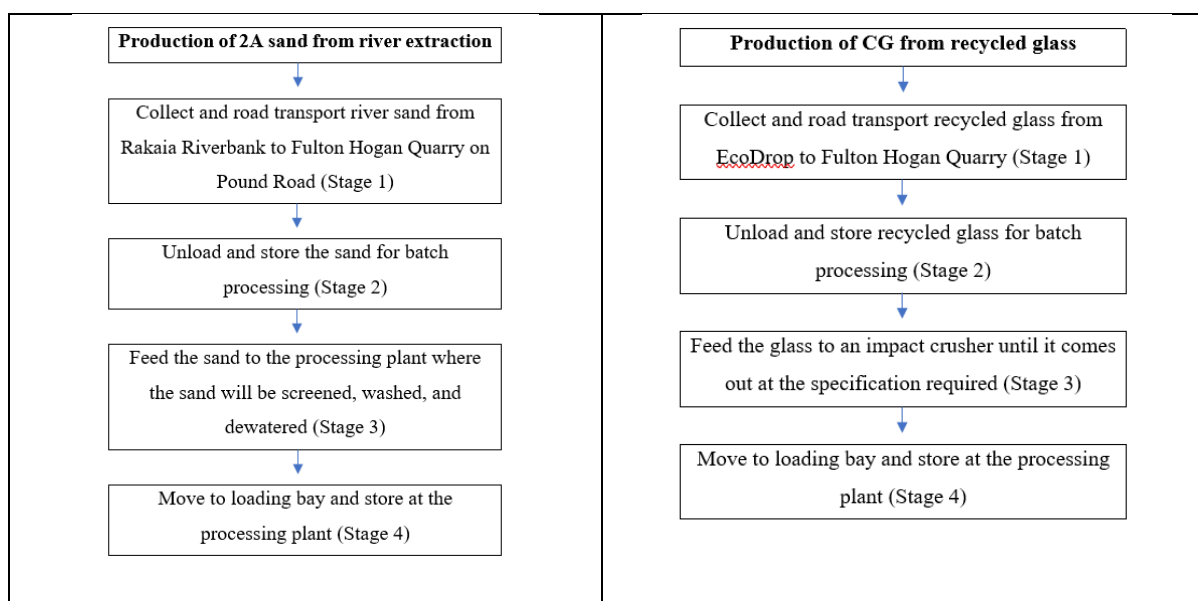 Production of 2A sand from river extraction
Collect and road transport river sand from
Rakaia Riverbank to Fulton Hogan Quarry on
Pound Road (Stage 1)
Unload and store the sand for batch
processing (Stage 2)
Feed the sand to the processing plant where
the sand will be screened, washed, and
dewatered (Stage 3)
Move to loading bay and store at the
processing plant (Stage 4)
Production of CG from recycled glass
Collect and road transport recycled glass from
EcoDrop to Fulton Hogan Quarry (Stage 1)
Unload and store recycled glass for batch
processing (Stage 2)
Feed the glass to an impact crusher until it comes
out at the specification required (Stage 3)
Move to loading bay and store at the processing
plant (Stage 4)